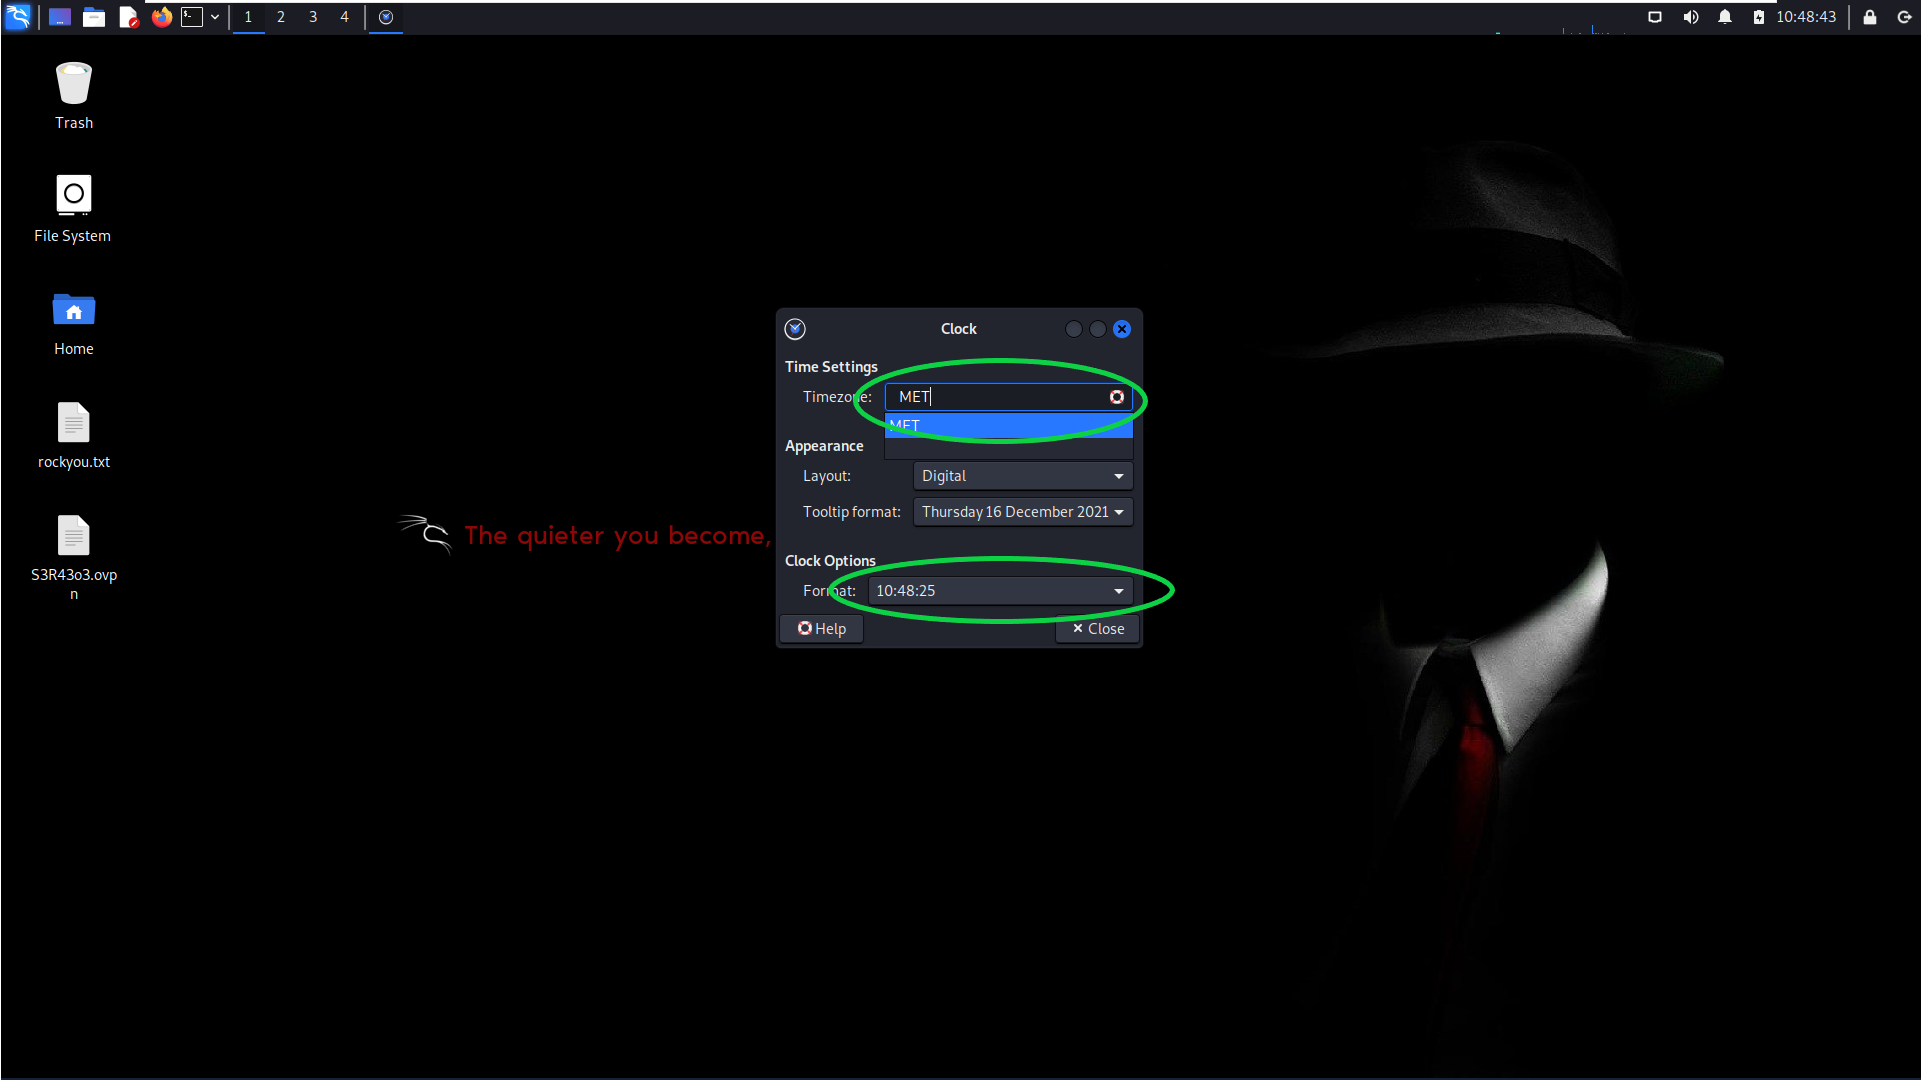 1 2 3 4
10:48:43
Trash
File System
Home
rockyou.txt
S3R43o3.ovp
n
The quieter you become,
Clock
Time Settings
Timezone: MET
MET
Appearance
Layout: Digital
Tooltip format: Thursday 16 December 2021
Clock Options
Format: 10:48:25
Help
Close